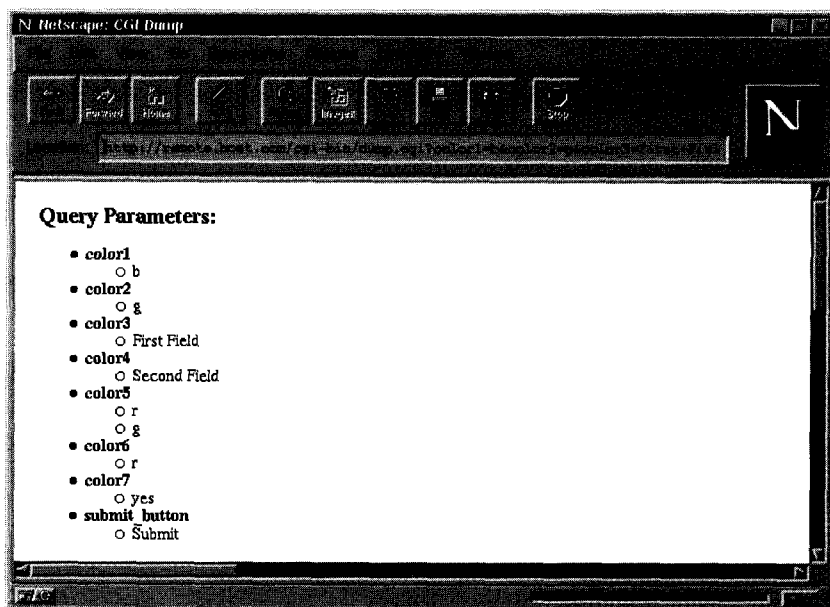 Netscape: CGI Dump
Forward Home Images Stop
N
Query Parameters:
color1
b
color2
g
color3
First Field
color4
Second Field
color5
r
g
color6
r
color7
yes
submit_button
Submit